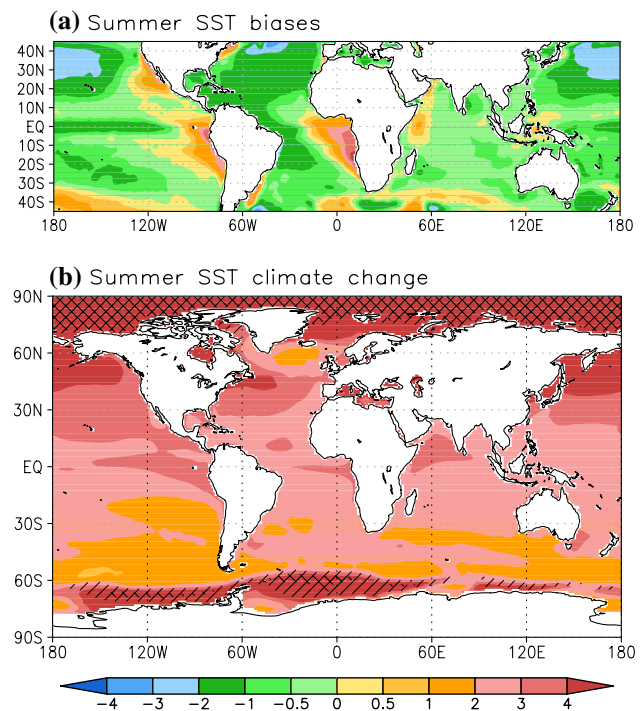 (a) Summer SST biases
40N
30N
20N
10N
EQ
10S
20S
30S
40S
180 120W 60W 0 60E 120E 180
(b) Summer SST climate change
90N
60N
30N
EQ
30S
60S
90S
180 120W 60W 0 60E 120E 180
-4 -3 -2 -1 -0.5 0 0.5 1 2 3 4